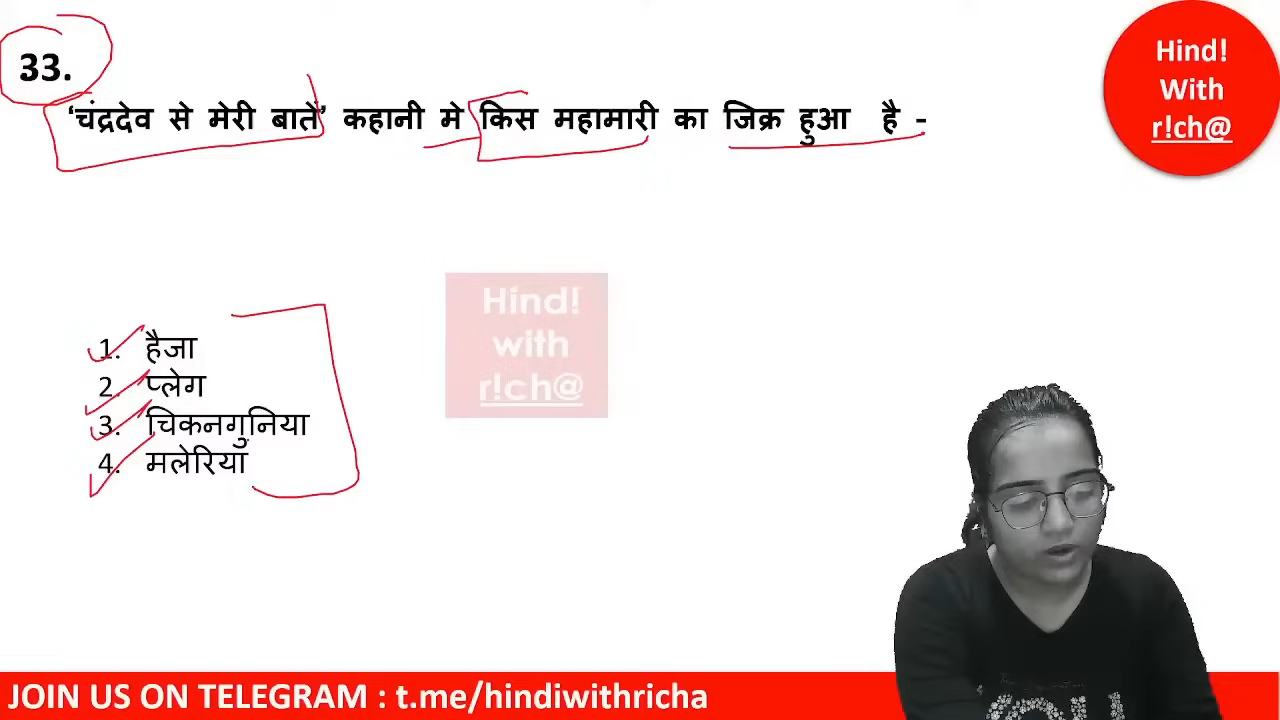 33.
Hind!
With
r!ch@
‘चंद्रदेव से मेरी बातें’ कहानी मे किस महामारी का जिक्र हुआ है -
Hind!
with
r!ch@
1. हैजा
2. प्लेग
3. चिकनगुनिया
4. मलेरिया
YOU
JOIN US ON TELEGRAM : t.me/hindiwithricha